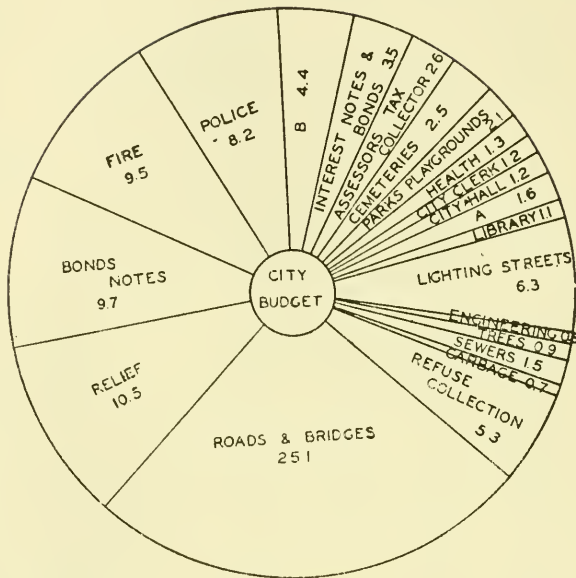 CITY
BUDGET
B 4.4
INTEREST NOTES &
BONDS 3.5
ASSESSORS TAX
COLLECTOR 2.6
CEMETERIES 2.5
PARKS PLAYGROUNDS
2.1
HEALTH 1.3
CITY CLERK 1.2
CITY HALL 1.2
A 1.6
LIBRARY 1.1
LIGHTING STREETS
6.3
ENGINEERING
TREES 0.9
SEWERS 1.5
GARBAGE 0.7
REFUSE
COLLECTION
5.3
ROADS & BRIDGES
25.1
RELIEF
10.5
BONDS
NOTES
9.7
FIRE
9.5
POLICE
8.2